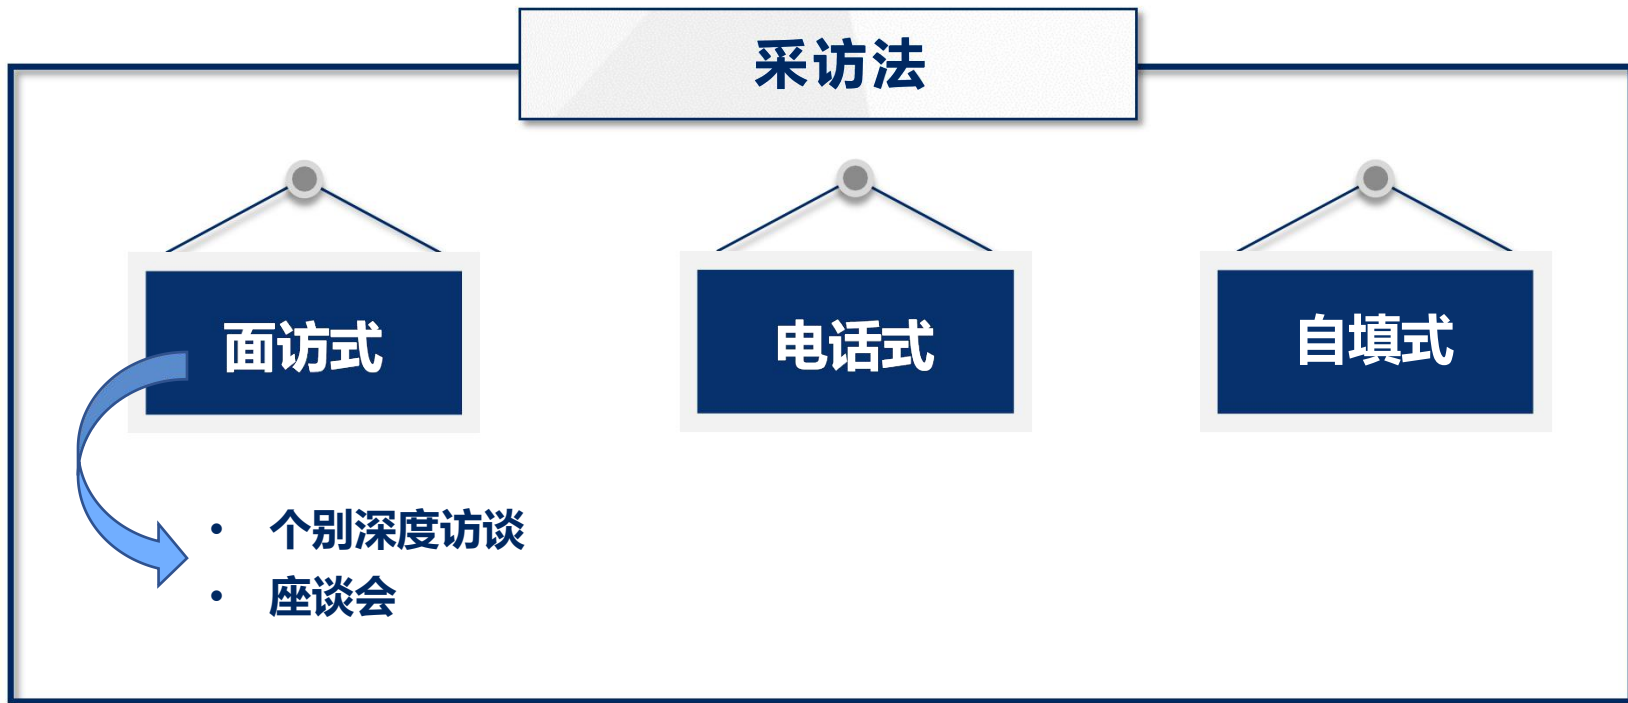 采访法
面访式
电话式
自填式
• 个别深度访谈
• 座谈会